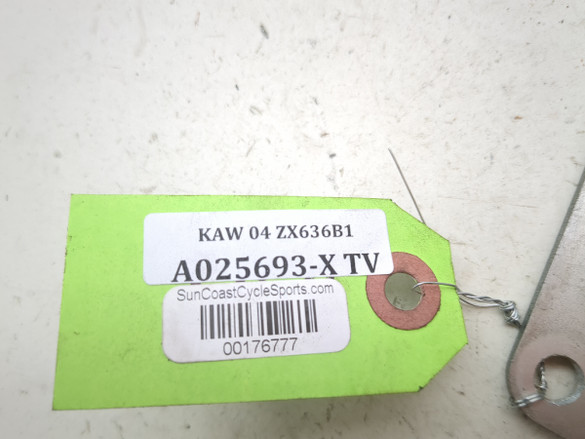 KAW 04 ZX636B1
A025693-X TV
SunCoastCycleSports.com
00176777